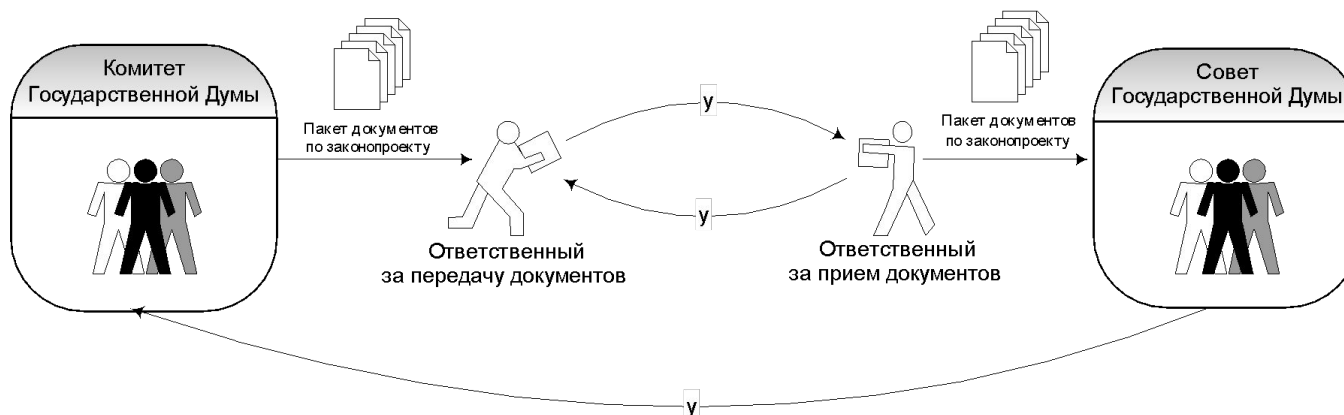 Комитет
Государственной Думы
Пакет документов
по законопроекту
у
у
Ответственный
за передачу документов
Ответственный
за прием документов
Пакет документов
по законопроекту
Совет
Государственной Думы
у